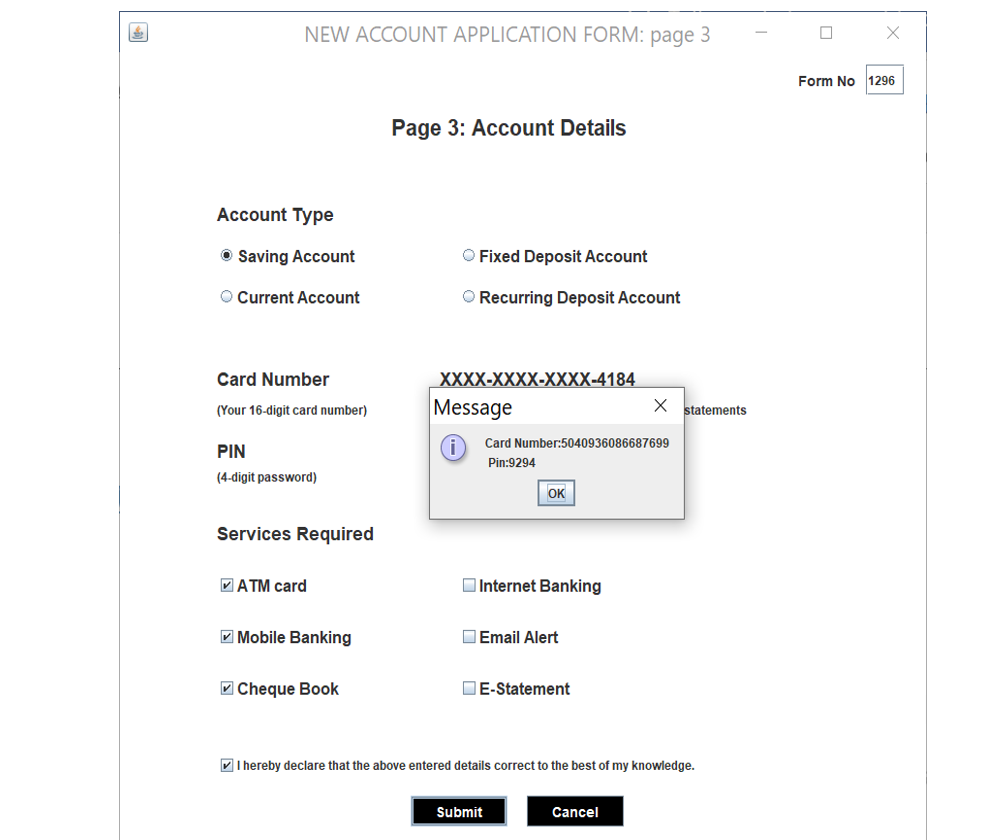 NEW ACCOUNT APPLICATION FORM: page 3
Form No 1296
Page 3: Account Details
Account Type
Saving Account Fixed Deposit Account
Current Account Recurring Deposit Account
Card Number XXXX-XXXX-XXXX-4184
(Your 16-digit card number) statements
Message
Card Number:5040936086687699
Pin:9294
OK
PIN
(4-digit password)
Services Required
ATM card Internet Banking
Mobile Banking Email Alert
Cheque Book E-Statement
I hereby declare that the above entered details correct to the best of my knowledge.
Submit Cancel